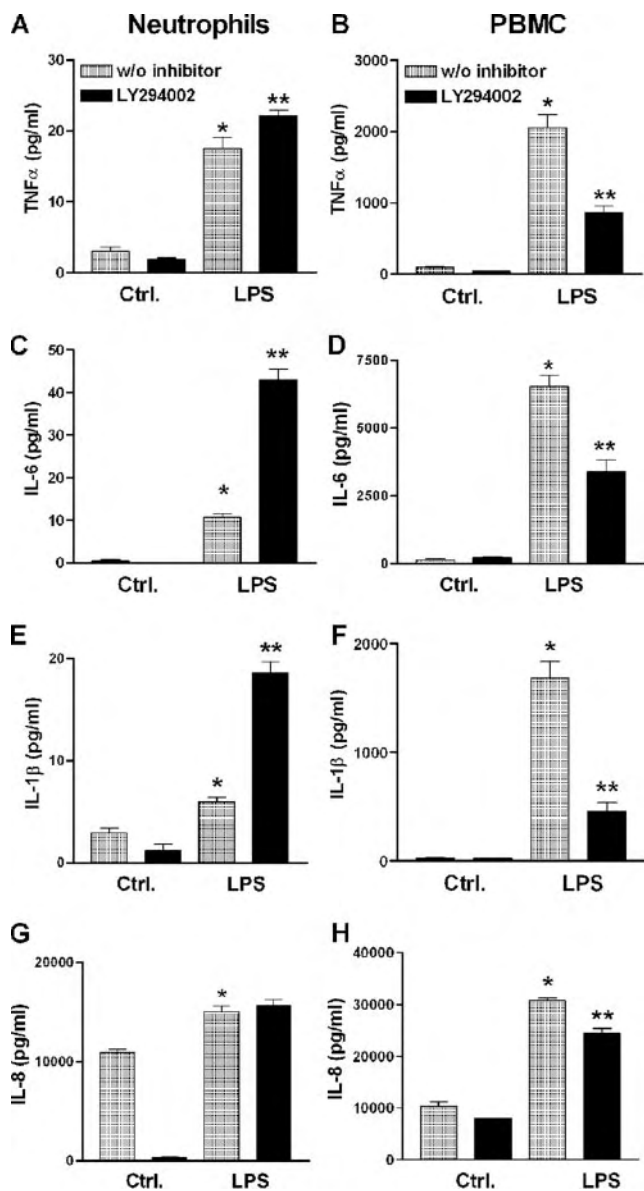 A Neutrophils B PBMC
w/o inhibitor
LY294002
TNFα (pg/ml)
30
20
10
0
*
**
Ctrl. LPS
w/o inhibitor
LY294002
TNFα (pg/ml)
3000
2000
1000
0
*
**
Ctrl. LPS
C
IL-6 (pg/ml)
50
40
30
20
10
0
*
**
Ctrl. LPS
D
IL-6 (pg/ml)
7500
5000
2500
0
*
**
Ctrl. LPS
E
IL-1β (pg/ml)
20
10
0
*
**
Ctrl. LPS
F
IL-1β (pg/ml)
2000
1000
0
*
**
Ctrl. LPS
G
IL-8 (pg/ml)
20000
10000
0
*
Ctrl. LPS
H
IL-8 (pg/ml)
40000
30000
20000
10000
0
*
**
Ctrl. LPS